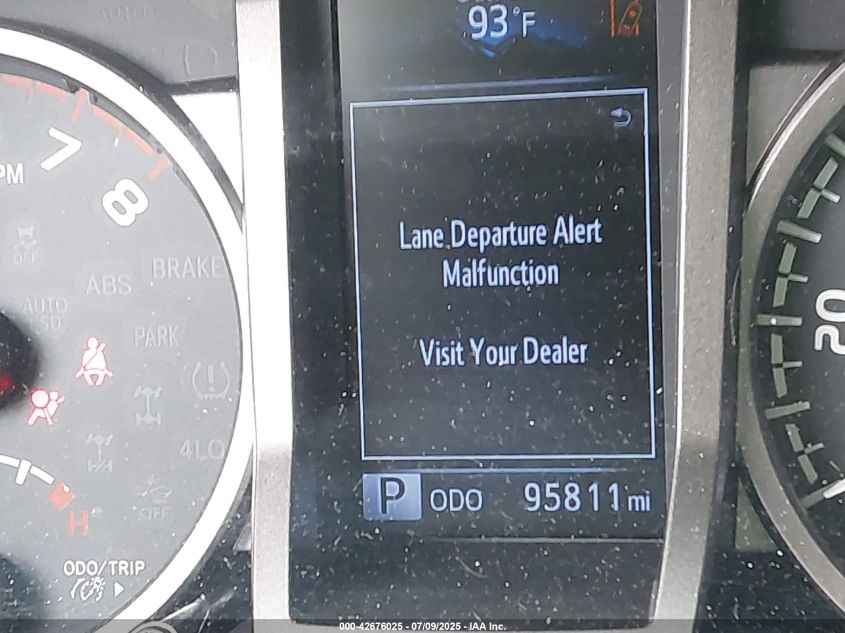 93°F
Lane Departure Alert
Malfunction
Visit Your Dealer
P ODO 95811 mi
7
8
OFF
ABS
BRAKE
AUTO
PARK
4LO
OFF
H
ODO/TRIP
20
000-42676025 - 07/09/2025 - IAA Inc.